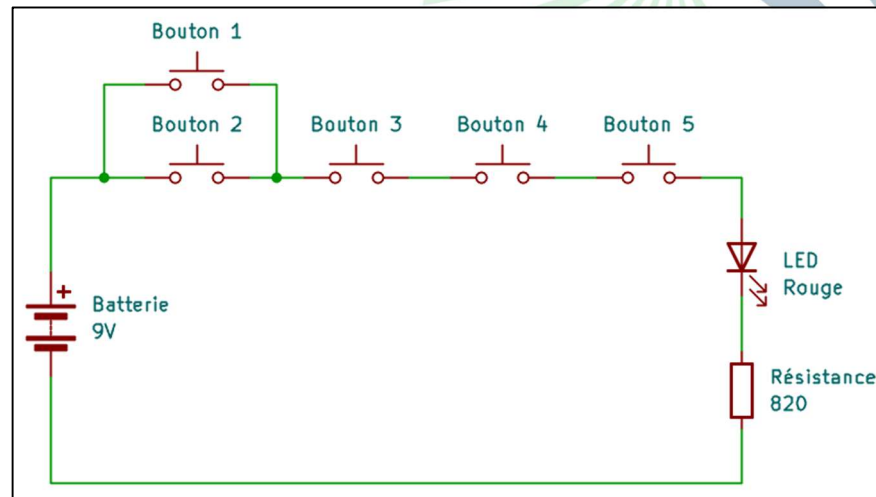 Bouton 1
Bouton 2
Bouton 3
Bouton 4
Bouton 5
LED
Rouge
+
Batterie
9V
Résistance
820